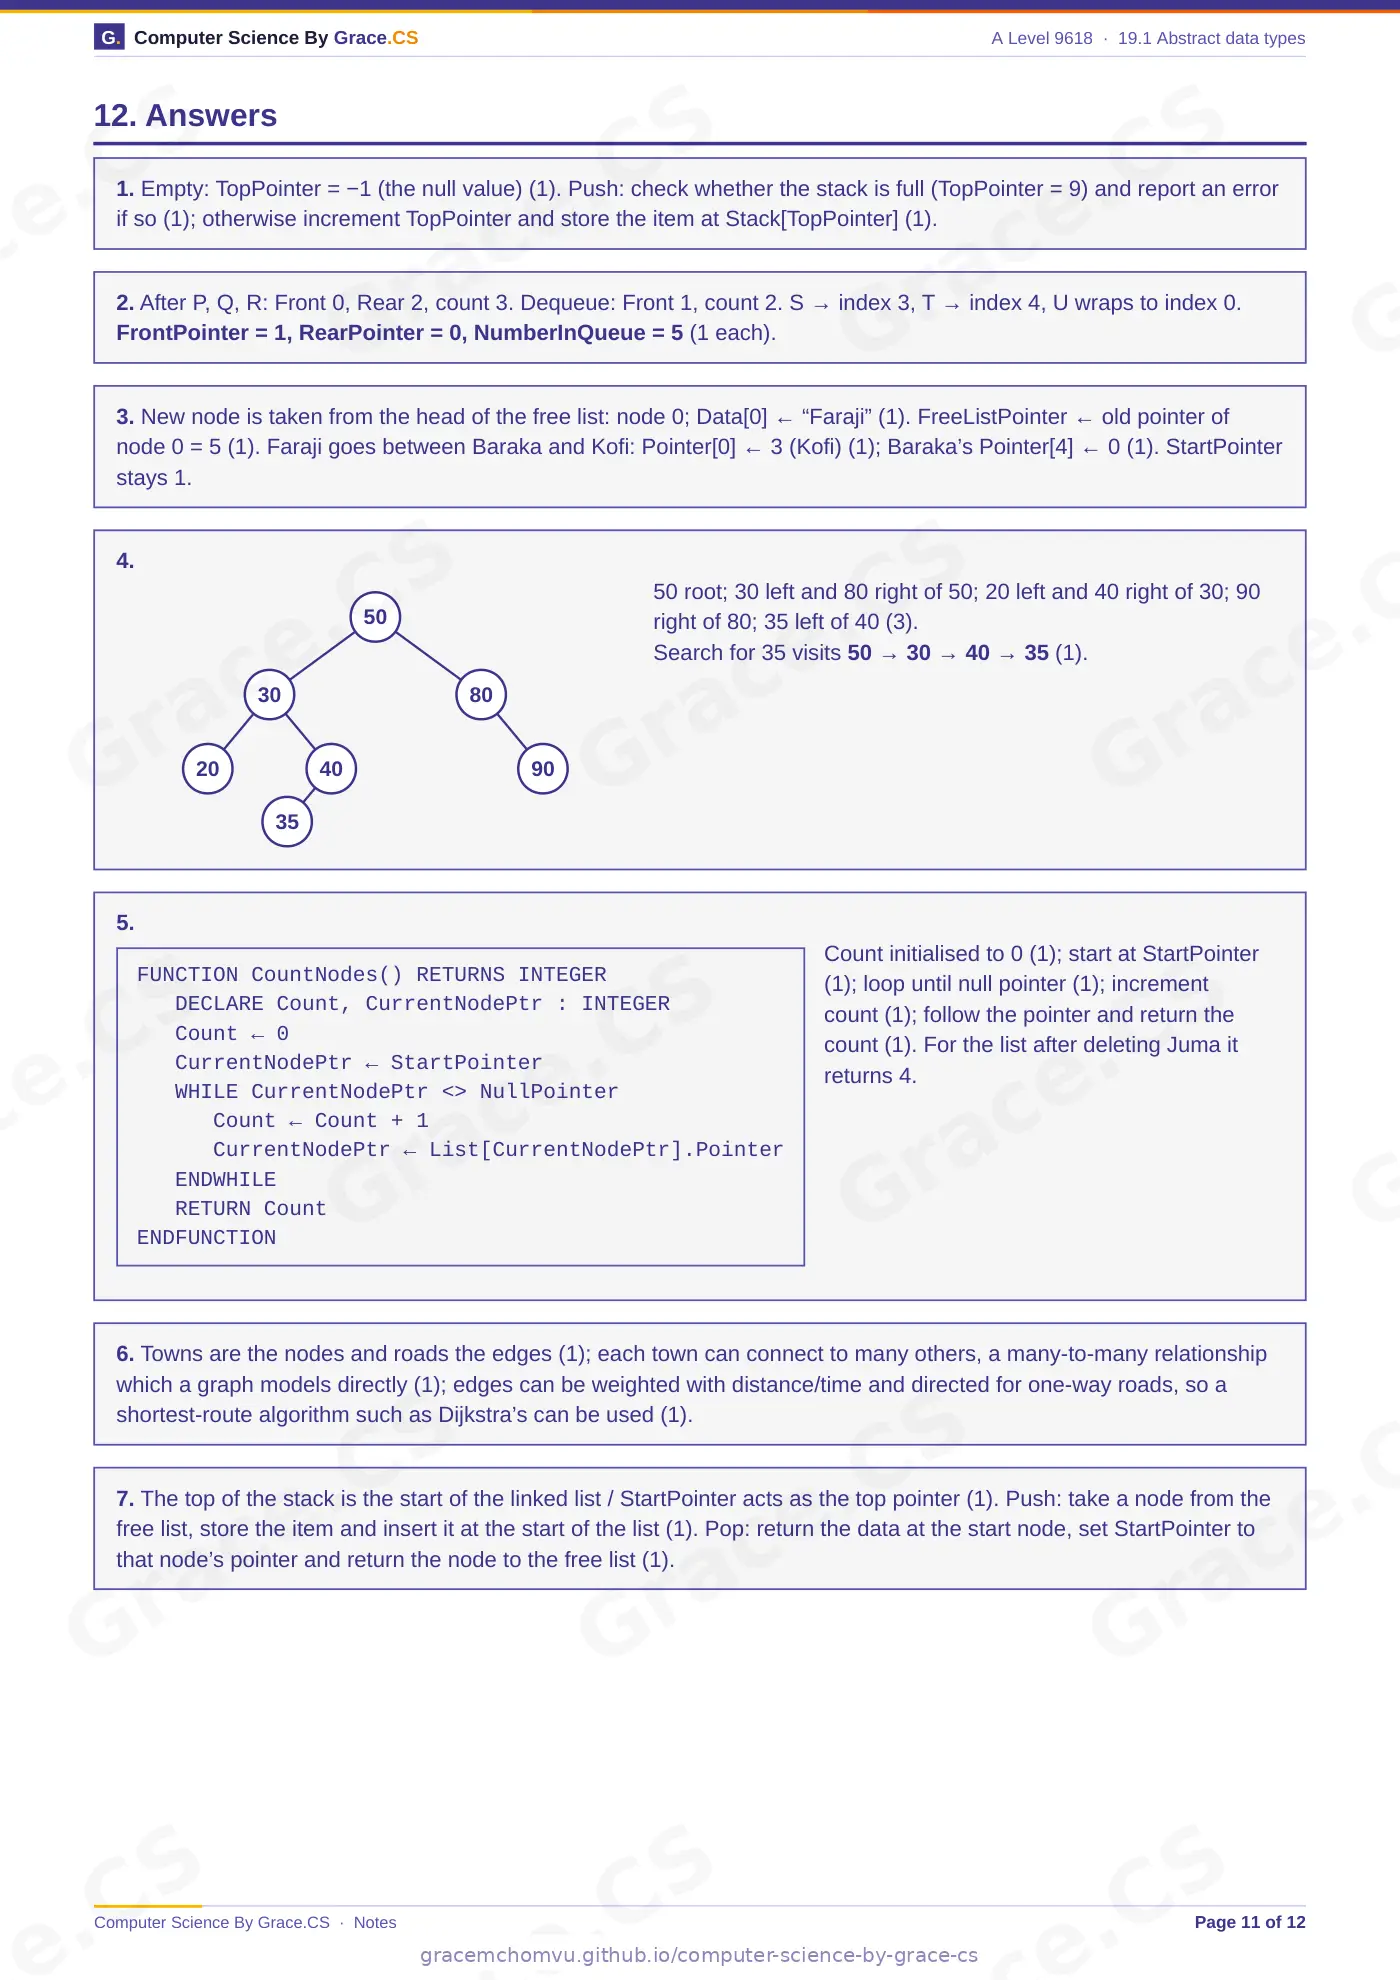 G. Computer Science By Grace.CS
A Level 9618 · 19.1 Abstract data types
12. Answers
1. Empty: TopPointer = −1 (the null value) (1). Push: check whether the stack is full (TopPointer = 9) and report an error
if so (1); otherwise increment TopPointer and store the item at Stack[TopPointer] (1).
2. After P, Q, R: Front 0, Rear 2, count 3. Dequeue: Front 1, count 2. S → index 3, T → index 4, U wraps to index 0.
FrontPointer = 1, RearPointer = 0, NumberInQueue = 5 (1 each).
3. New node is taken from the head of the free list: node 0; Data[0] ← “Faraji” (1). FreeListPointer ← old pointer of
node 0 = 5 (1). Faraji goes between Baraka and Kofi: Pointer[0] ← 3 (Kofi) (1); Baraka’s Pointer[4] ← 0 (1). StartPointer
stays 1.
4.
50
30 80
20 40 90
35
50 root; 30 left and 80 right of 50; 20 left and 40 right of 30; 90
right of 80; 35 left of 40 (3).
Search for 35 visits 50 → 30 → 40 → 35 (1).
5.
FUNCTION CountNodes() RETURNS INTEGER
DECLARE Count, CurrentNodePtr : INTEGER
Count ← 0
CurrentNodePtr ← StartPointer
WHILE CurrentNodePtr <> NullPointer
Count ← Count + 1
CurrentNodePtr ← List[CurrentNodePtr].Pointer
ENDWHILE
RETURN Count
ENDFUNCTION
Count initialised to 0 (1); start at StartPointer
(1); loop until null pointer (1); increment
count (1); follow the pointer and return the
count (1). For the list after deleting Juma it
returns 4.
6. Towns are the nodes and roads the edges (1); each town can connect to many others, a many-to-many relationship
which a graph models directly (1); edges can be weighted with distance/time and directed for one-way roads, so a
shortest-route algorithm such as Dijkstra’s can be used (1).
7. The top of the stack is the start of the linked list / StartPointer acts as the top pointer (1). Push: take a node from the
free list, store the item and insert it at the start of the list (1). Pop: return the data at the start node, set StartPointer to
that node’s pointer and return the node to the free list (1).
Computer Science By Grace.CS · Notes
Page 11 of 12
gracemchomvu.github.io/computer-science-by-grace-cs